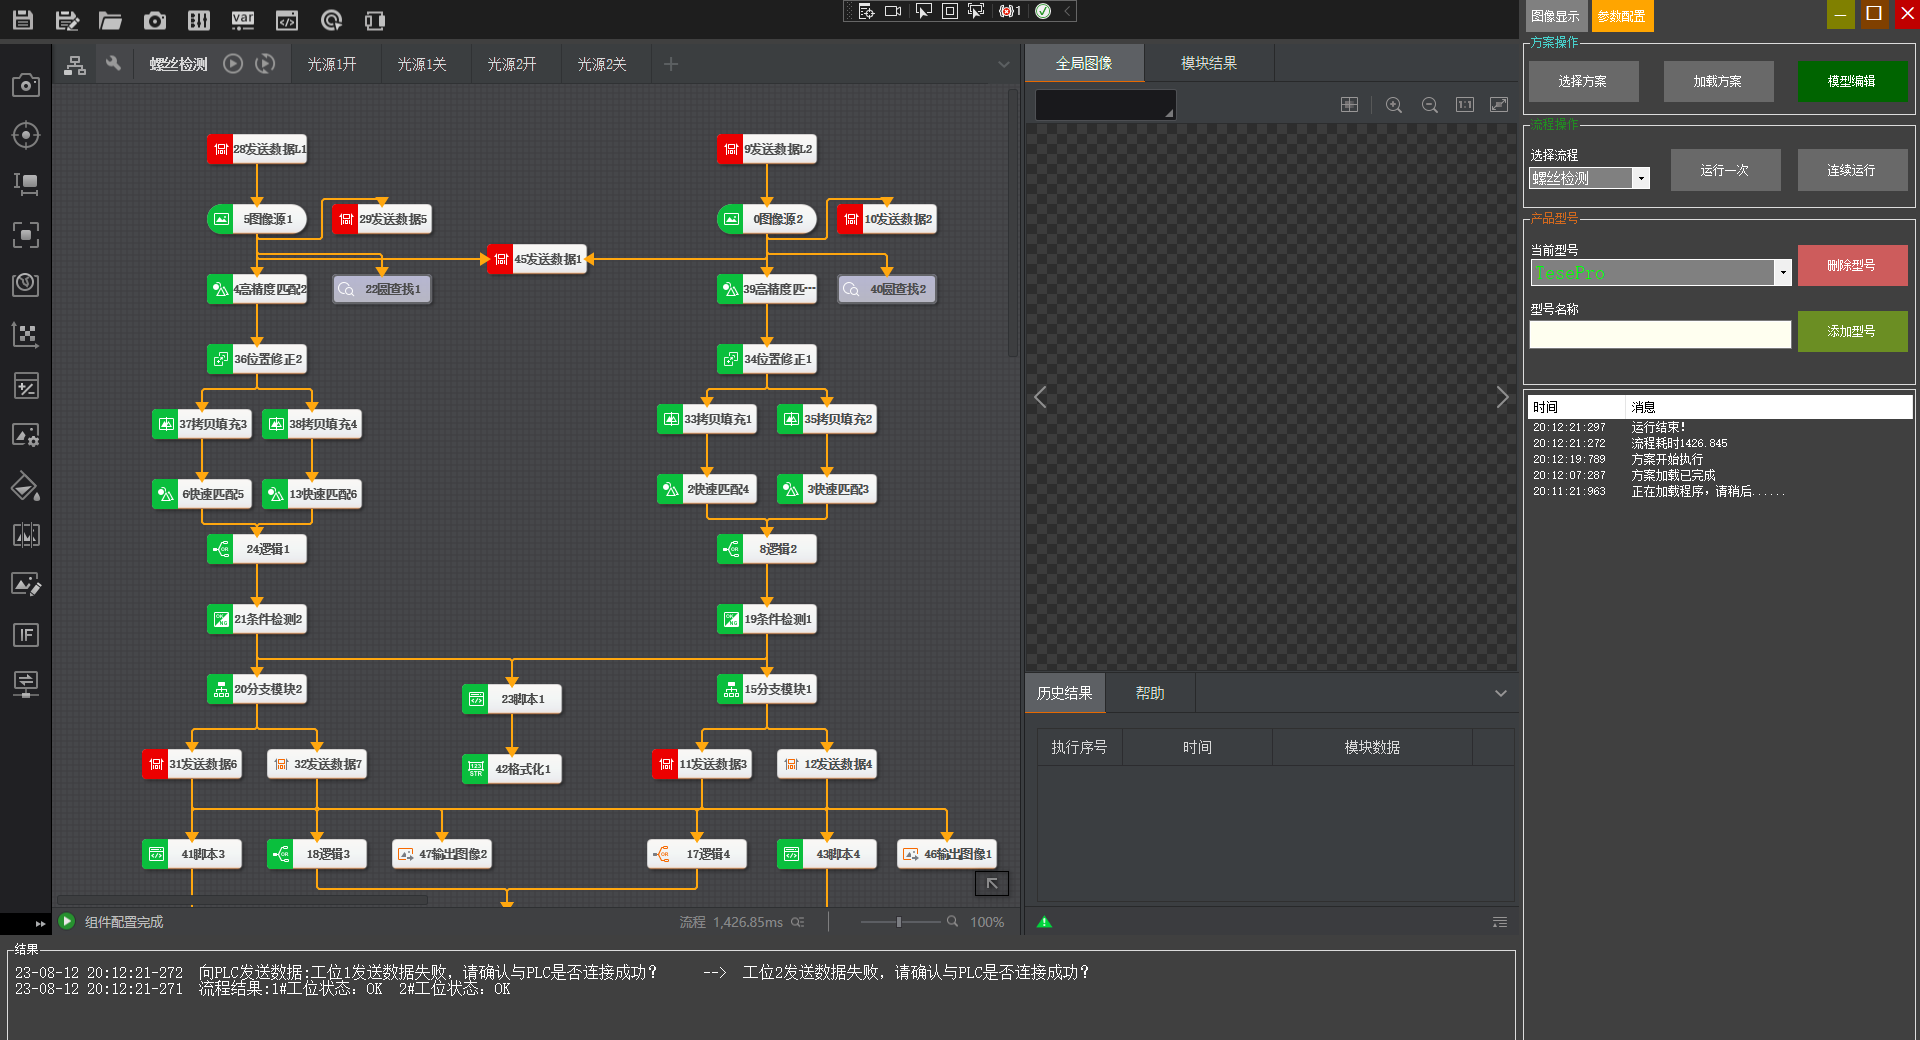 var
1
图像显示
参数配置
方案操作
选择方案
加载方案
模型编辑
流程操作
选择流程
螺丝检测
运行一次
连续运行
产品型号
当前型号
TesePro
删除型号
型号名称
添加型号
时间 消息
20:12:21:297 运行结束!
20:12:21:272 流程耗时1426.845
20:12:19:789 方案开始执行
20:12:07:287 方案加载已完成
20:11:21:963 正在加载程序，请稍后......
螺丝检测
光源1开
光源1关
光源2开
光源2关
28发送数据L1
9发送数据L2
5图像源1
29发送数据5
0图像源2
10发送数据2
45发送数据1
4高精度匹配2
22圆查找1
39高精度匹···
40圆查找2
36位置修正2
34位置修正1
37拷贝填充3
38拷贝填充4
33拷贝填充1
35拷贝填充2
6快速匹配5
13快速匹配6
2快速匹配4
3快速匹配3
24逻辑1
8逻辑2
21条件检测2
19条件检测1
20分支模块2
23脚本1
15分支模块1
31发送数据6
32发送数据7
42格式化1
11发送数据3
12发送数据4
41脚本3
18逻辑3
47输出图像2
17逻辑4
43脚本4
46输出图像1
IF
组件配置完成
流程 1,426.85ms
100%
全局图像
模块结果
1:1
历史结果
帮助
执行序号 时间 模块数据
结果
23-08-12 20:12:21-272 向PLC发送数据:工位1发送数据失败，请确认与PLC是否连接成功？ --> 工位2发送数据失败，请确认与PLC是否连接成功？
23-08-12 20:12:21-271 流程结果:1#工位状态：OK 2#工位状态：OK